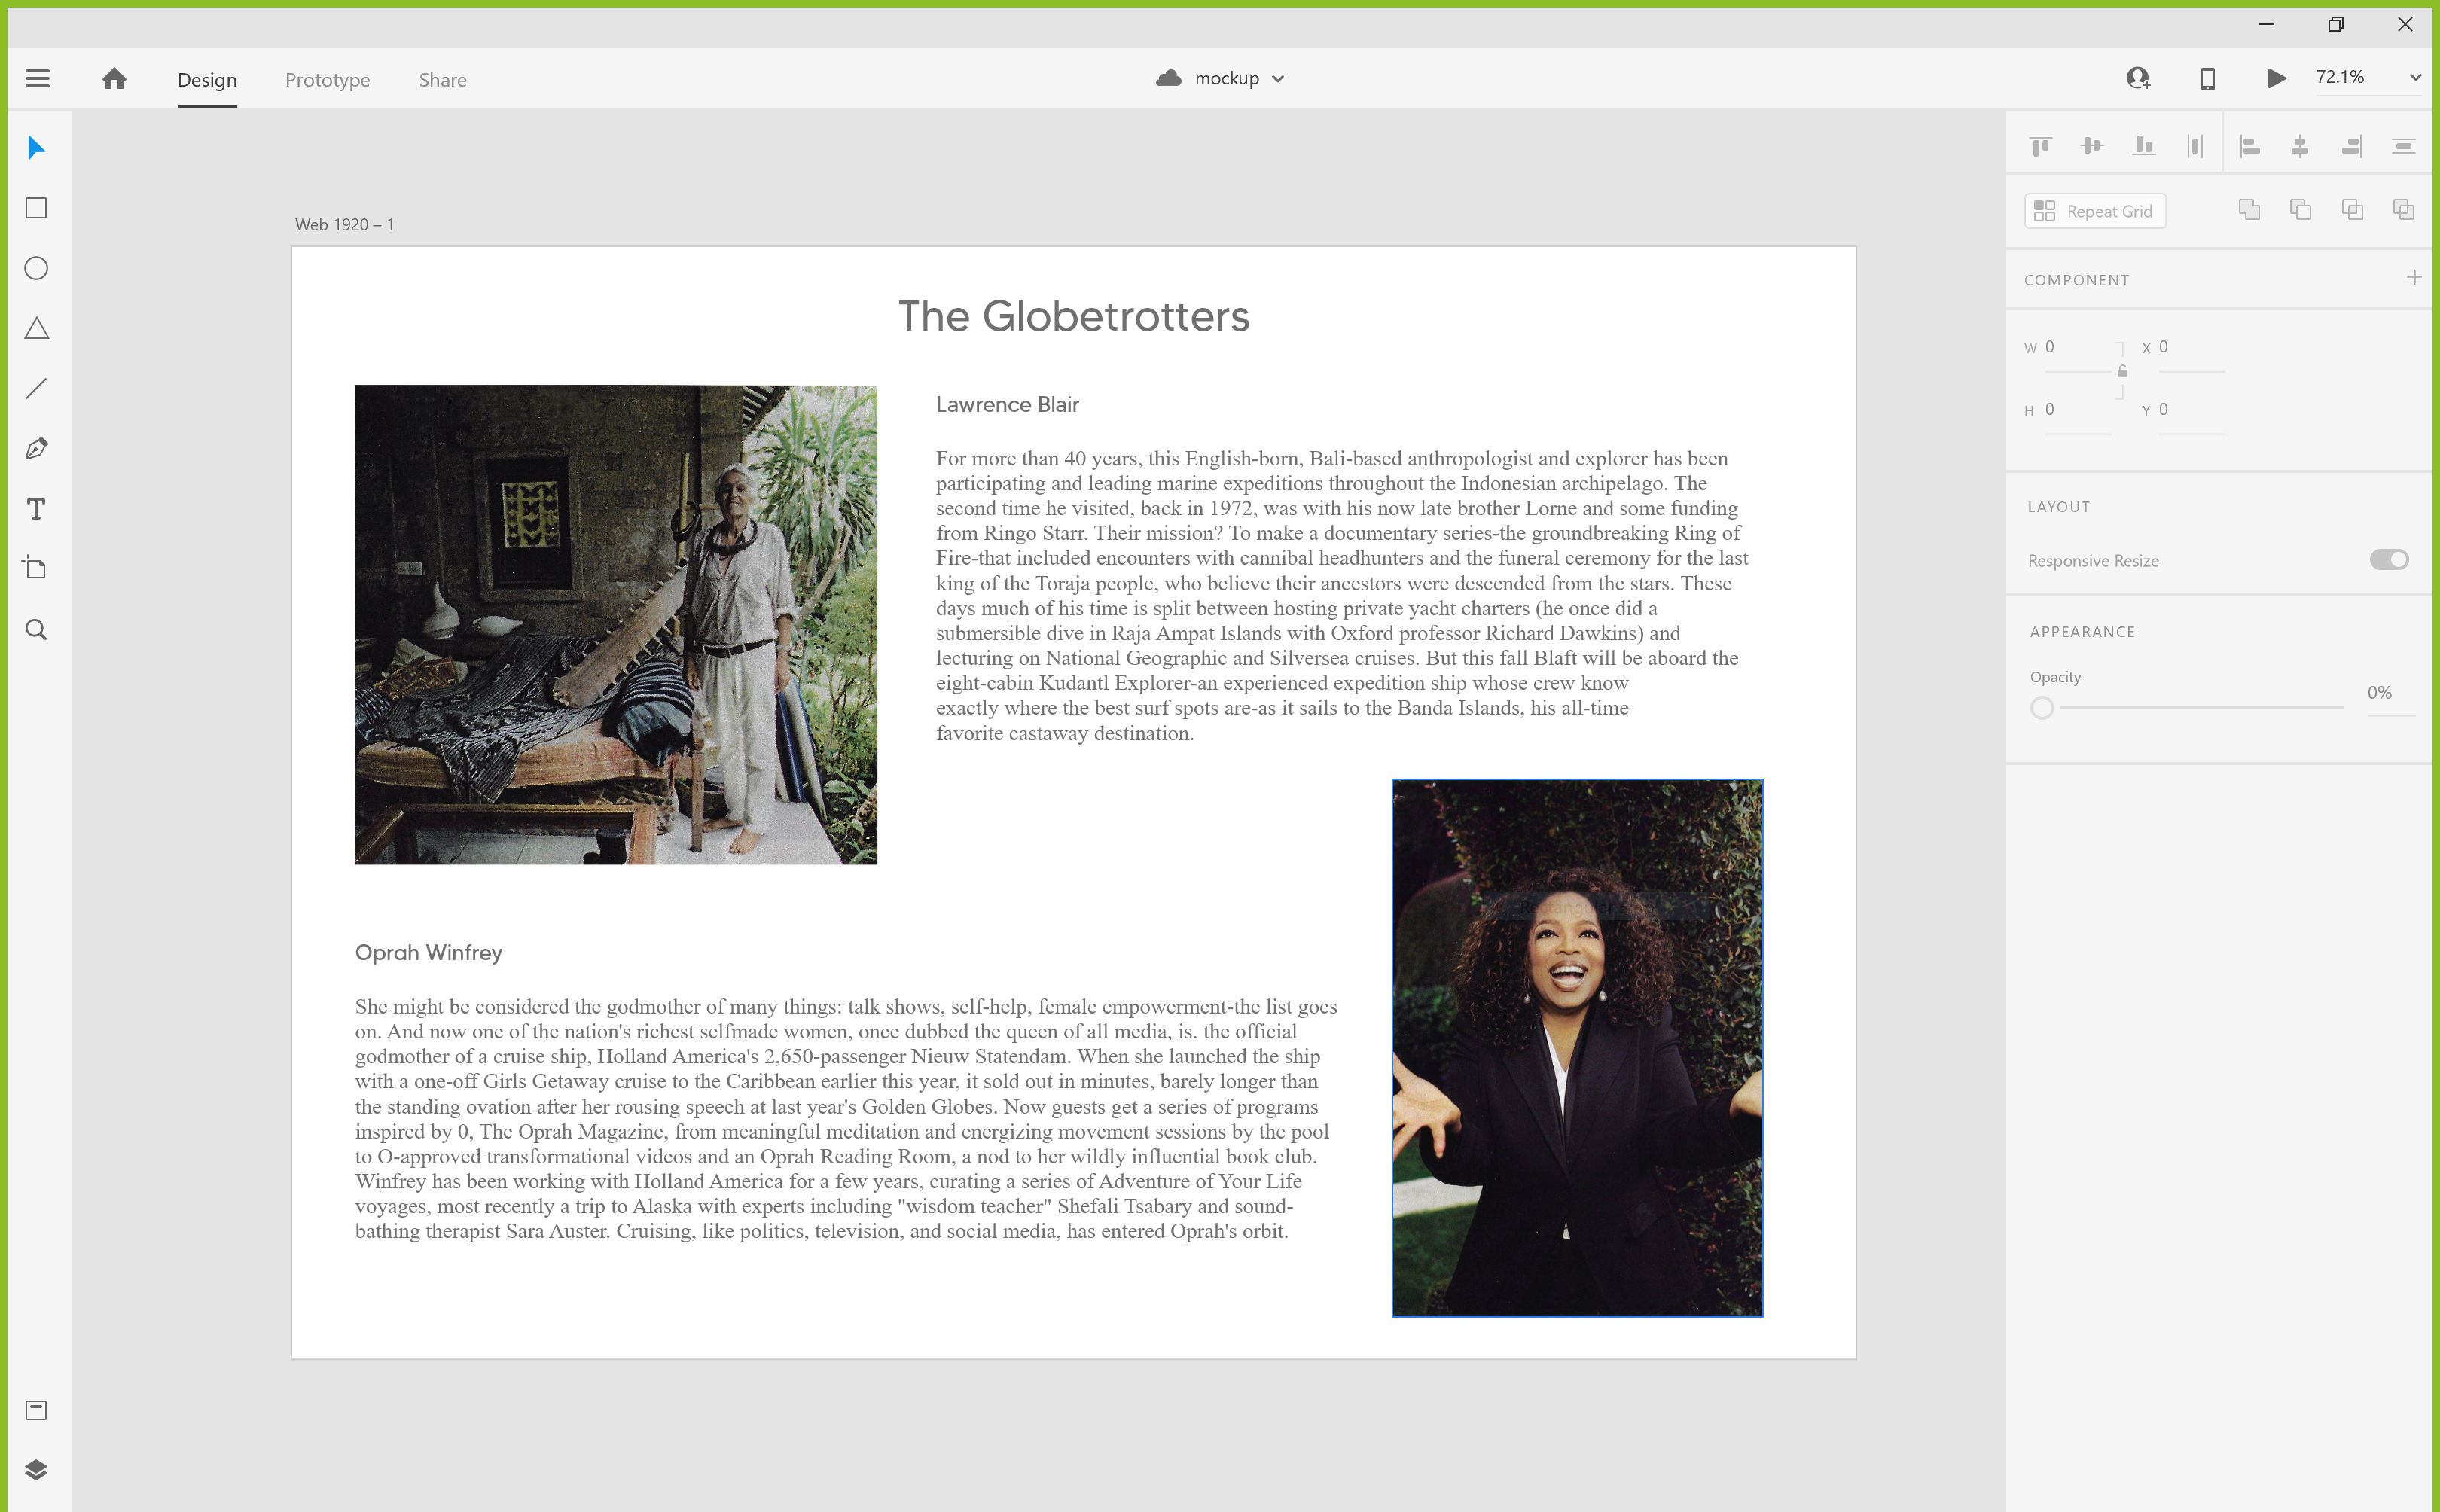 Design
Prototype
Share
mockup
72.1%
Web 1920 – 1
The Globetrotters
Lawrence Blair
For more than 40 years, this English-born, Bali-based anthropologist and explorer has been
participating and leading marine expeditions throughout the Indonesian archipelago. The
second time he visited, back in 1972, was with his now late brother Lorne and some funding
from Ringo Starr. Their mission? To make a documentary series-the groundbreaking Ring of
Fire-that included encounters with cannibal headhunters and the funeral ceremony for the last
king of the Toraja people, who believe their ancestors were descended from the stars. These
days much of his time is split between hosting private yacht charters (he once did a
submersible dive in Raja Ampat Islands with Oxford professor Richard Dawkins) and
lecturing on National Geographic and Silversea cruises. But this fall Blaft will be aboard the
eight-cabin Kudantl Explorer-an experienced expedition ship whose crew know
exactly where the best surf spots are-as it sails to the Banda Islands, his all-time
favorite castaway destination.
Oprah Winfrey
She might be considered the godmother of many things: talk shows, self-help, female empowerment-the list goes
on. And now one of the nation's richest selfmade women, once dubbed the queen of all media, is. the official
godmother of a cruise ship, Holland America's 2,650-passenger Nieuw Statendam. When she launched the ship
with a one-off Girls Getaway cruise to the Caribbean earlier this year, it sold out in minutes, barely longer than
the standing ovation after her rousing speech at last year's Golden Globes. Now guests get a series of programs
inspired by 0, The Oprah Magazine, from meaningful meditation and energizing movement sessions by the pool
to O-approved transformational videos and an Oprah Reading Room, a nod to her wildly influential book club.
Winfrey has been working with Holland America for a few years, curating a series of Adventure of Your Life
voyages, most recently a trip to Alaska with experts including "wisdom teacher" Shefali Tsabary and sound-
bathing therapist Sara Auster. Cruising, like politics, television, and social media, has entered Oprah's orbit.
Repeat Grid
COMPONENT
W 0 X 0
H 0 Y 0
LAYOUT
Responsive Resize
APPEARANCE
Opacity
0%